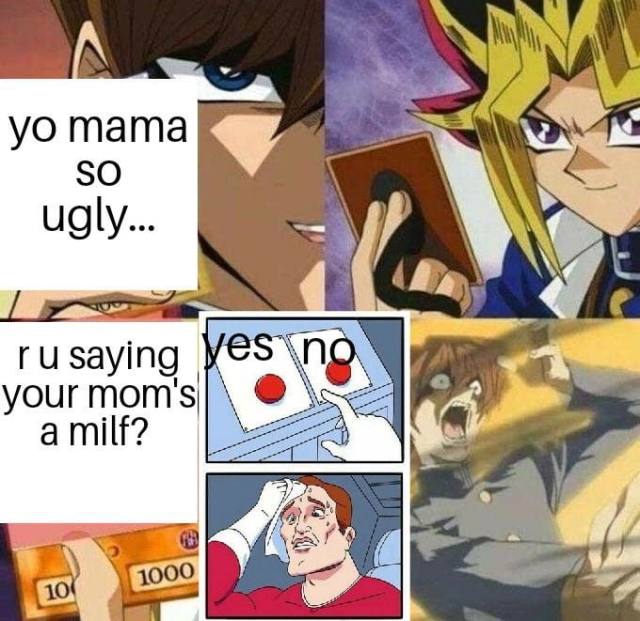 yo mama
so
ugly...
r u saying
your mom's
a milf?
yes no
1000